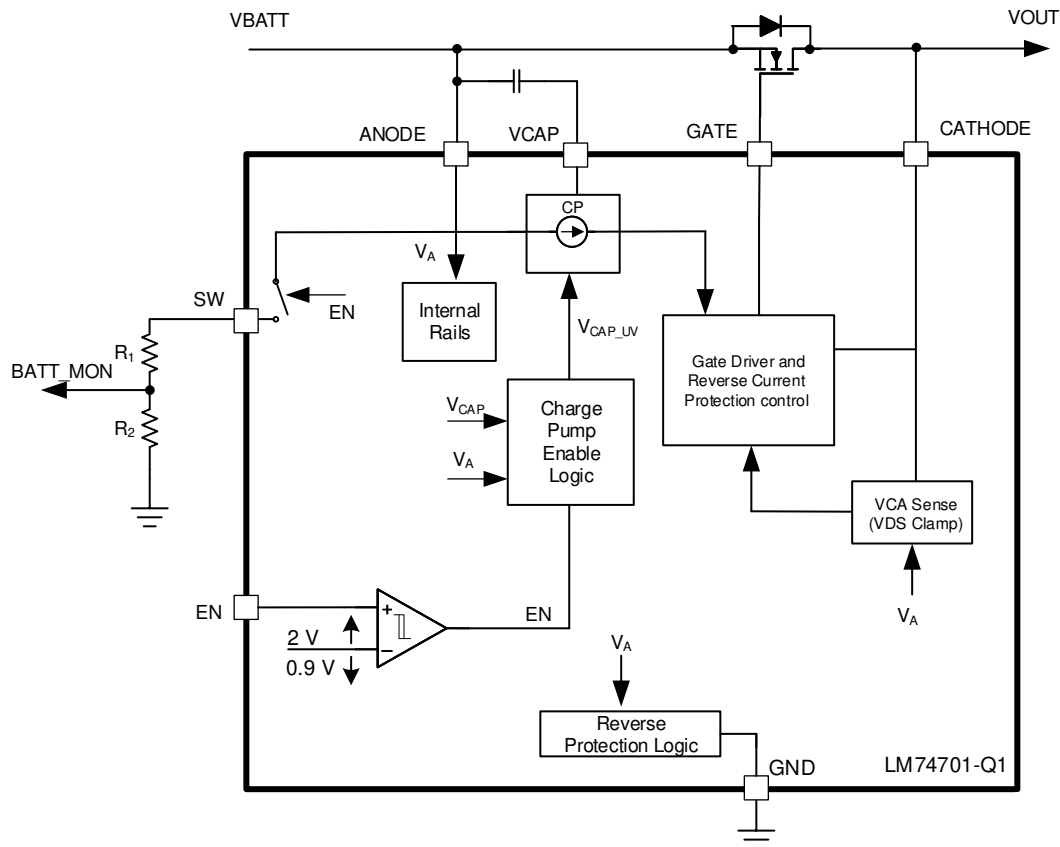 VBATT
VOUT
ANODE
VCAP
GATE
CATHODE
CP
V_A
SW
EN
Internal
Rails
V_CAP_UV
R_1
BATT_MON
R_2
Gate Driver and
Reverse Current
Protection control
V_CAP
V_A
Charge
Pump
Enable
Logic
VCA Sense
(VDS Clamp)
V_A
EN
+
−
2 V
0.9 V
EN
V_A
Reverse
Protection Logic
GND
LM74701-Q1